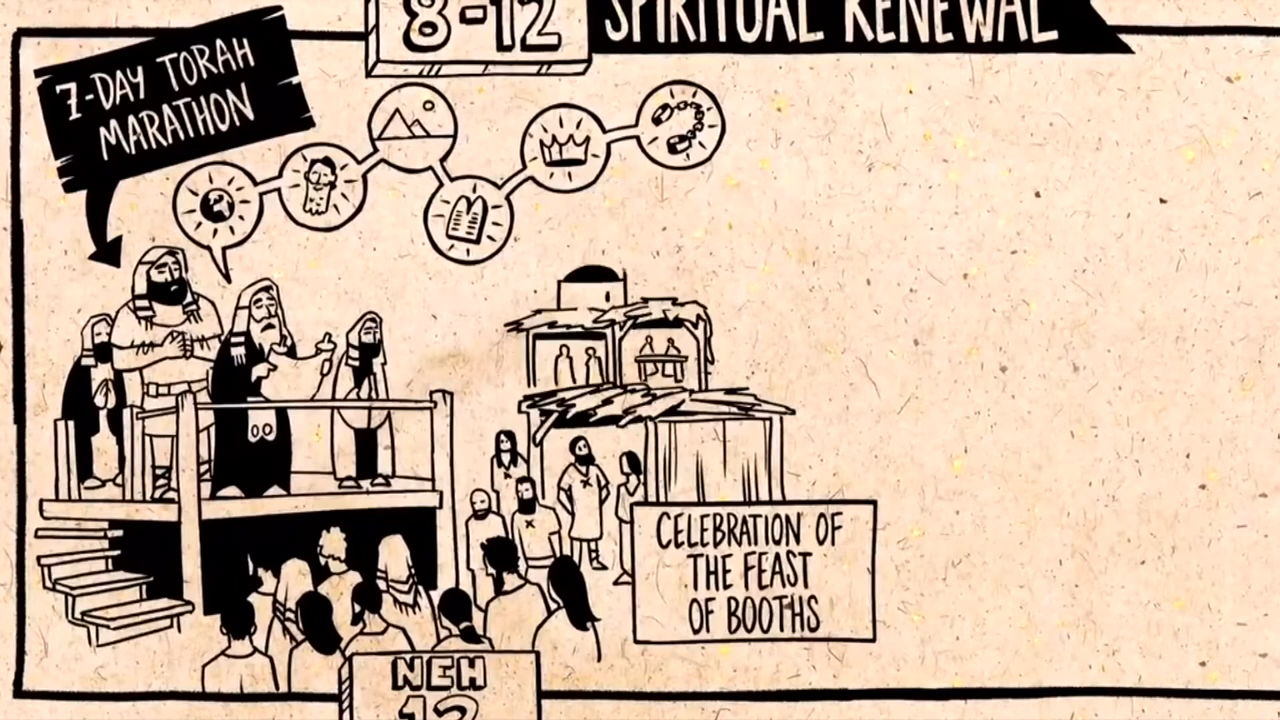 8-12
SPIRITUAL RENEWAL
7-DAY TORAH
MARATHON
CELEBRATION OF
THE FEAST
OF BOOTHS
NEH